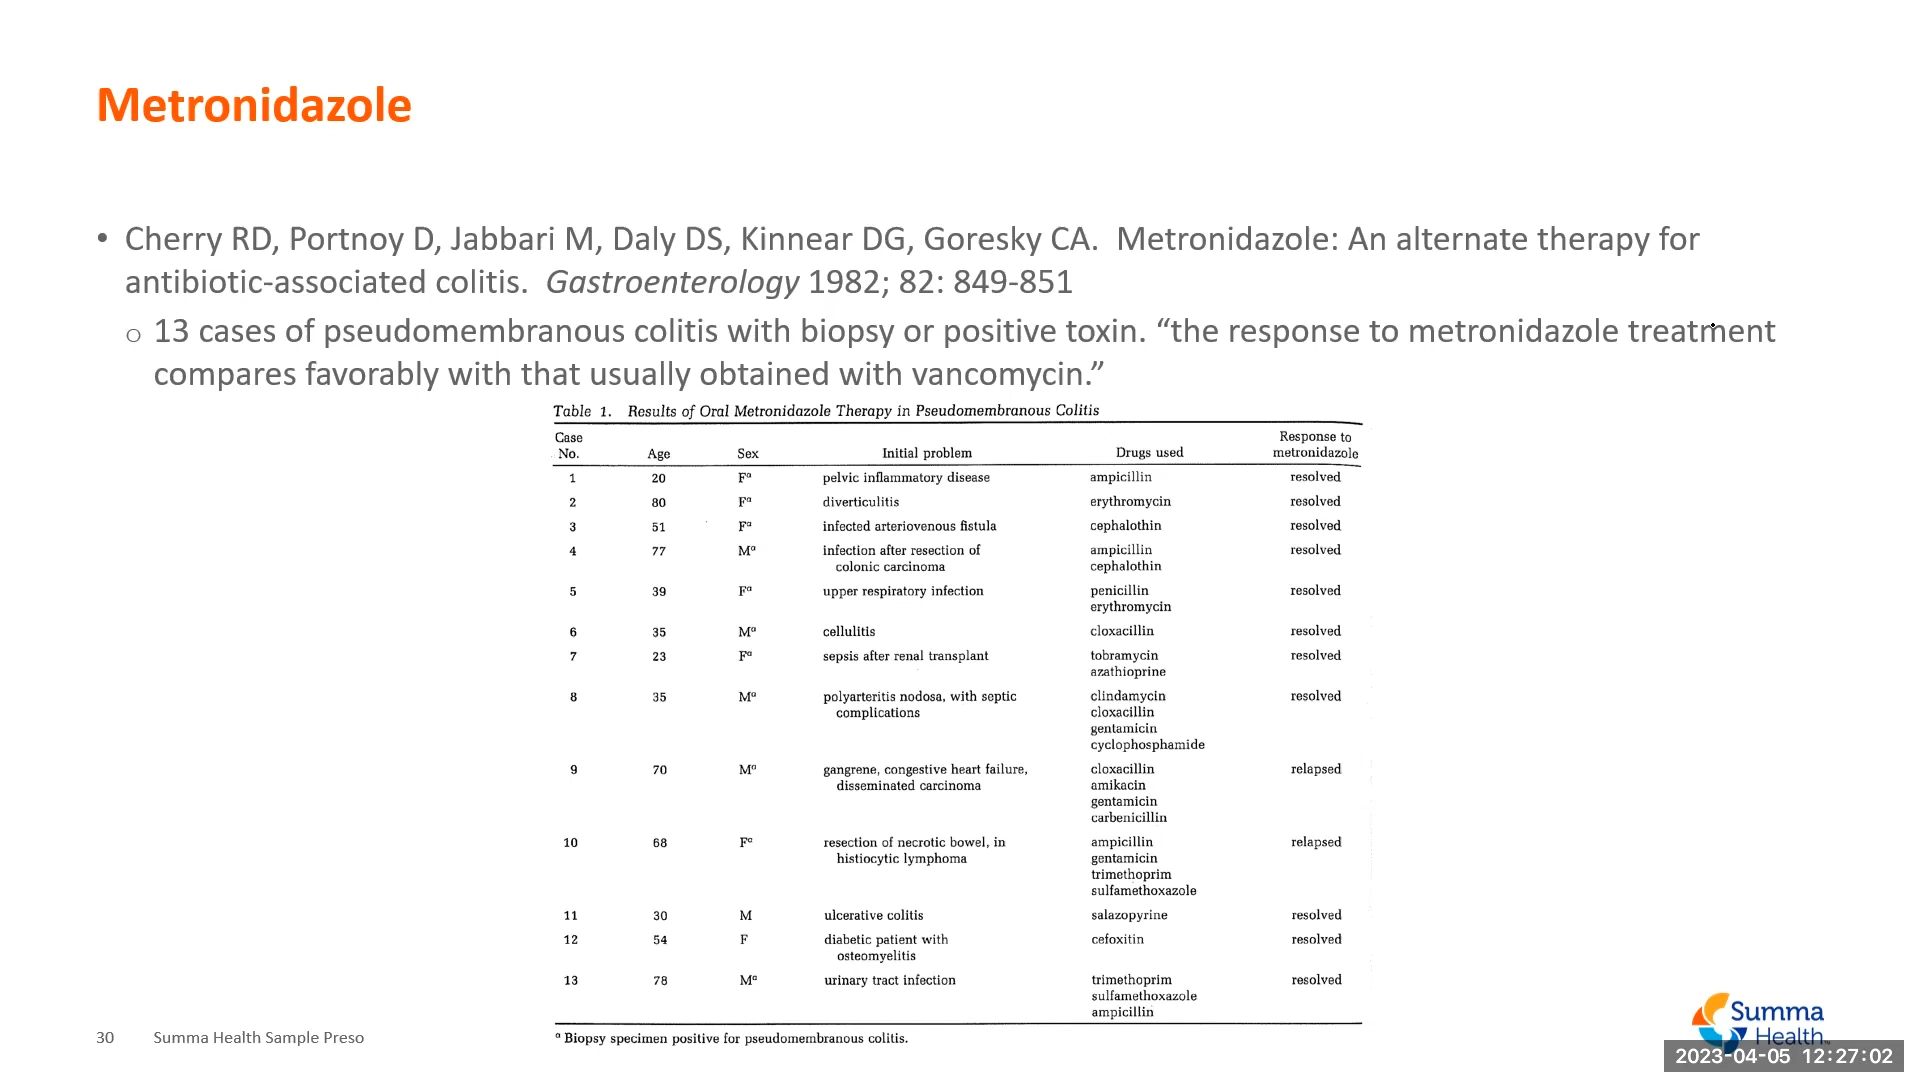 Metronidazole
• Cherry RD, Portnoy D, Jabbari M, Daly DS, Kinnear DG, Goresky CA.  Metronidazole: An alternate therapy for
antibiotic-associated colitis.  Gastroenterology 1982; 82: 849-851
o 13 cases of pseudomembranous colitis with biopsy or positive toxin. “the response to metronidazole treatment
compares favorably with that usually obtained with vancomycin.”
Table 1. Results of Oral Metronidazole Therapy in Pseudomembranous Colitis
Case Response to
No. Age Sex Initial problem Drugs used metronidazole
1 20 Fᵃ pelvic inflammatory disease ampicillin resolved
2 80 Fᵃ diverticulitis erythromycin resolved
3 51 Fᵃ infected arteriovenous fistula cephalothin resolved
4 77 Mᵃ infection after resection of ampicillin resolved
colonic carcinoma cephalothin
5 39 Fᵃ upper respiratory infection penicillin resolved
erythromycin
6 35 Mᵃ cellulitis cloxacillin resolved
7 23 Fᵃ sepsis after renal transplant tobramycin resolved
azathioprine
8 35 Mᵃ polyarteritis nodosa, with septic clindamycin resolved
complications cloxacillin
gentamicin
cyclophosphamide
9 70 Mᵃ gangrene, congestive heart failure, cloxacillin relapsed
disseminated carcinoma amikacin
gentamicin
carbenicillin
10 68 Fᵃ resection of necrotic bowel, in ampicillin relapsed
histiocytic lymphoma gentamicin
trimethoprim
sulfamethoxazole
11 30 M ulcerative colitis salazopyrine resolved
12 54 F diabetic patient with cefoxitin resolved
osteomyelitis
13 78 Mᵃ urinary tract infection trimethoprim resolved
sulfamethoxazole
ampicillin
ᵃ Biopsy specimen positive for pseudomembranous colitis.
30 Summa Health Sample Preso
Summa
Health
2023-04-05 12:27:02